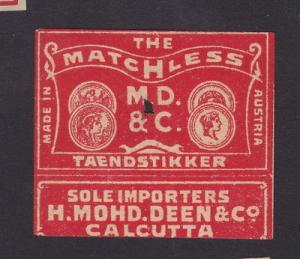 THE
MATCHLESS
MADE IN
M.D.
& C.
AUSTRIA
TAENDSTIKKER
SOLE IMPORTERS
H.MOHD.DEEN & Cº
CALCUTTA